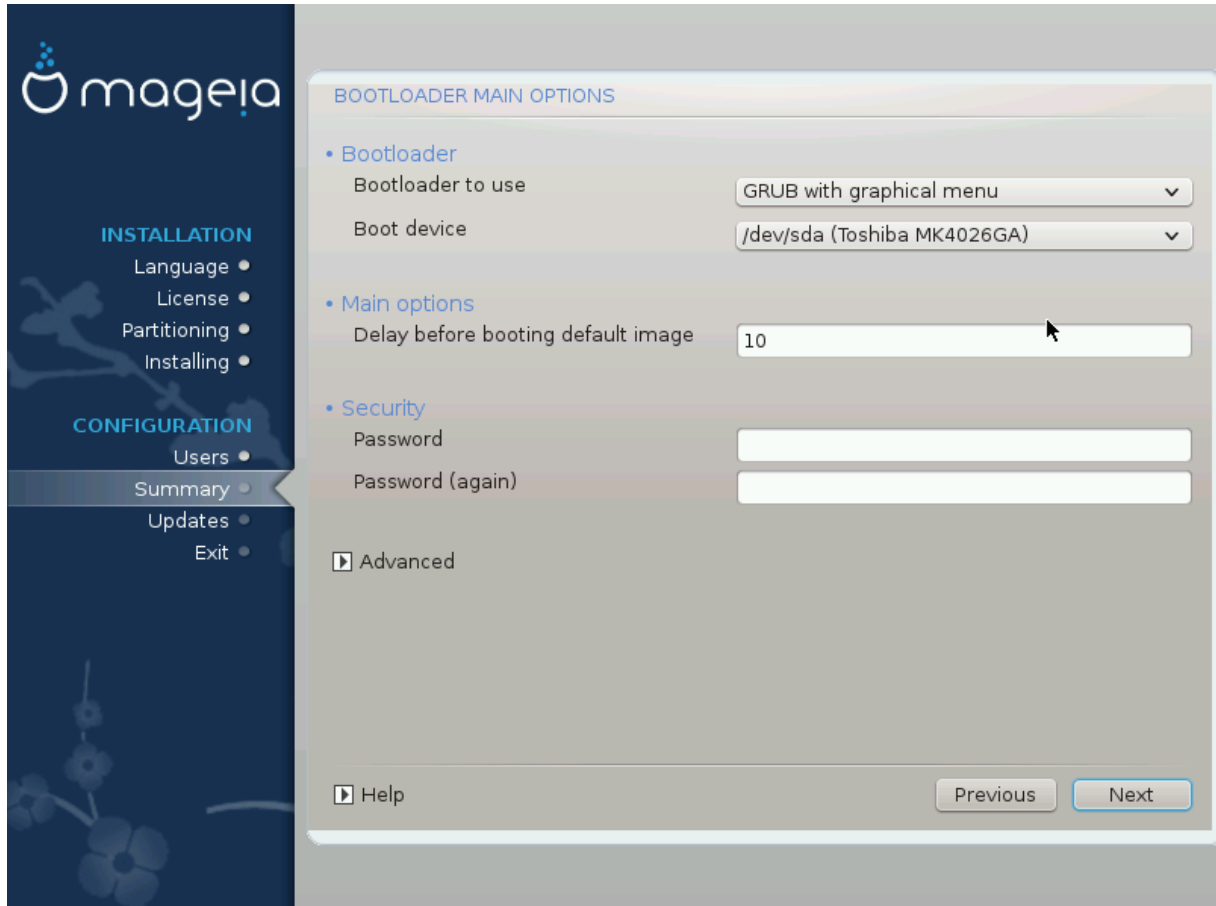 mageia
INSTALLATION
Language
License
Partitioning
Installing
CONFIGURATION
Users
Summary
Updates
Exit
BOOTLOADER MAIN OPTIONS
• Bootloader
Bootloader to use
GRUB with graphical menu
Boot device
/dev/sda (Toshiba MK4026GA)
• Main options
Delay before booting default image
10
• Security
Password
Password (again)
Advanced
Help
Previous
Next